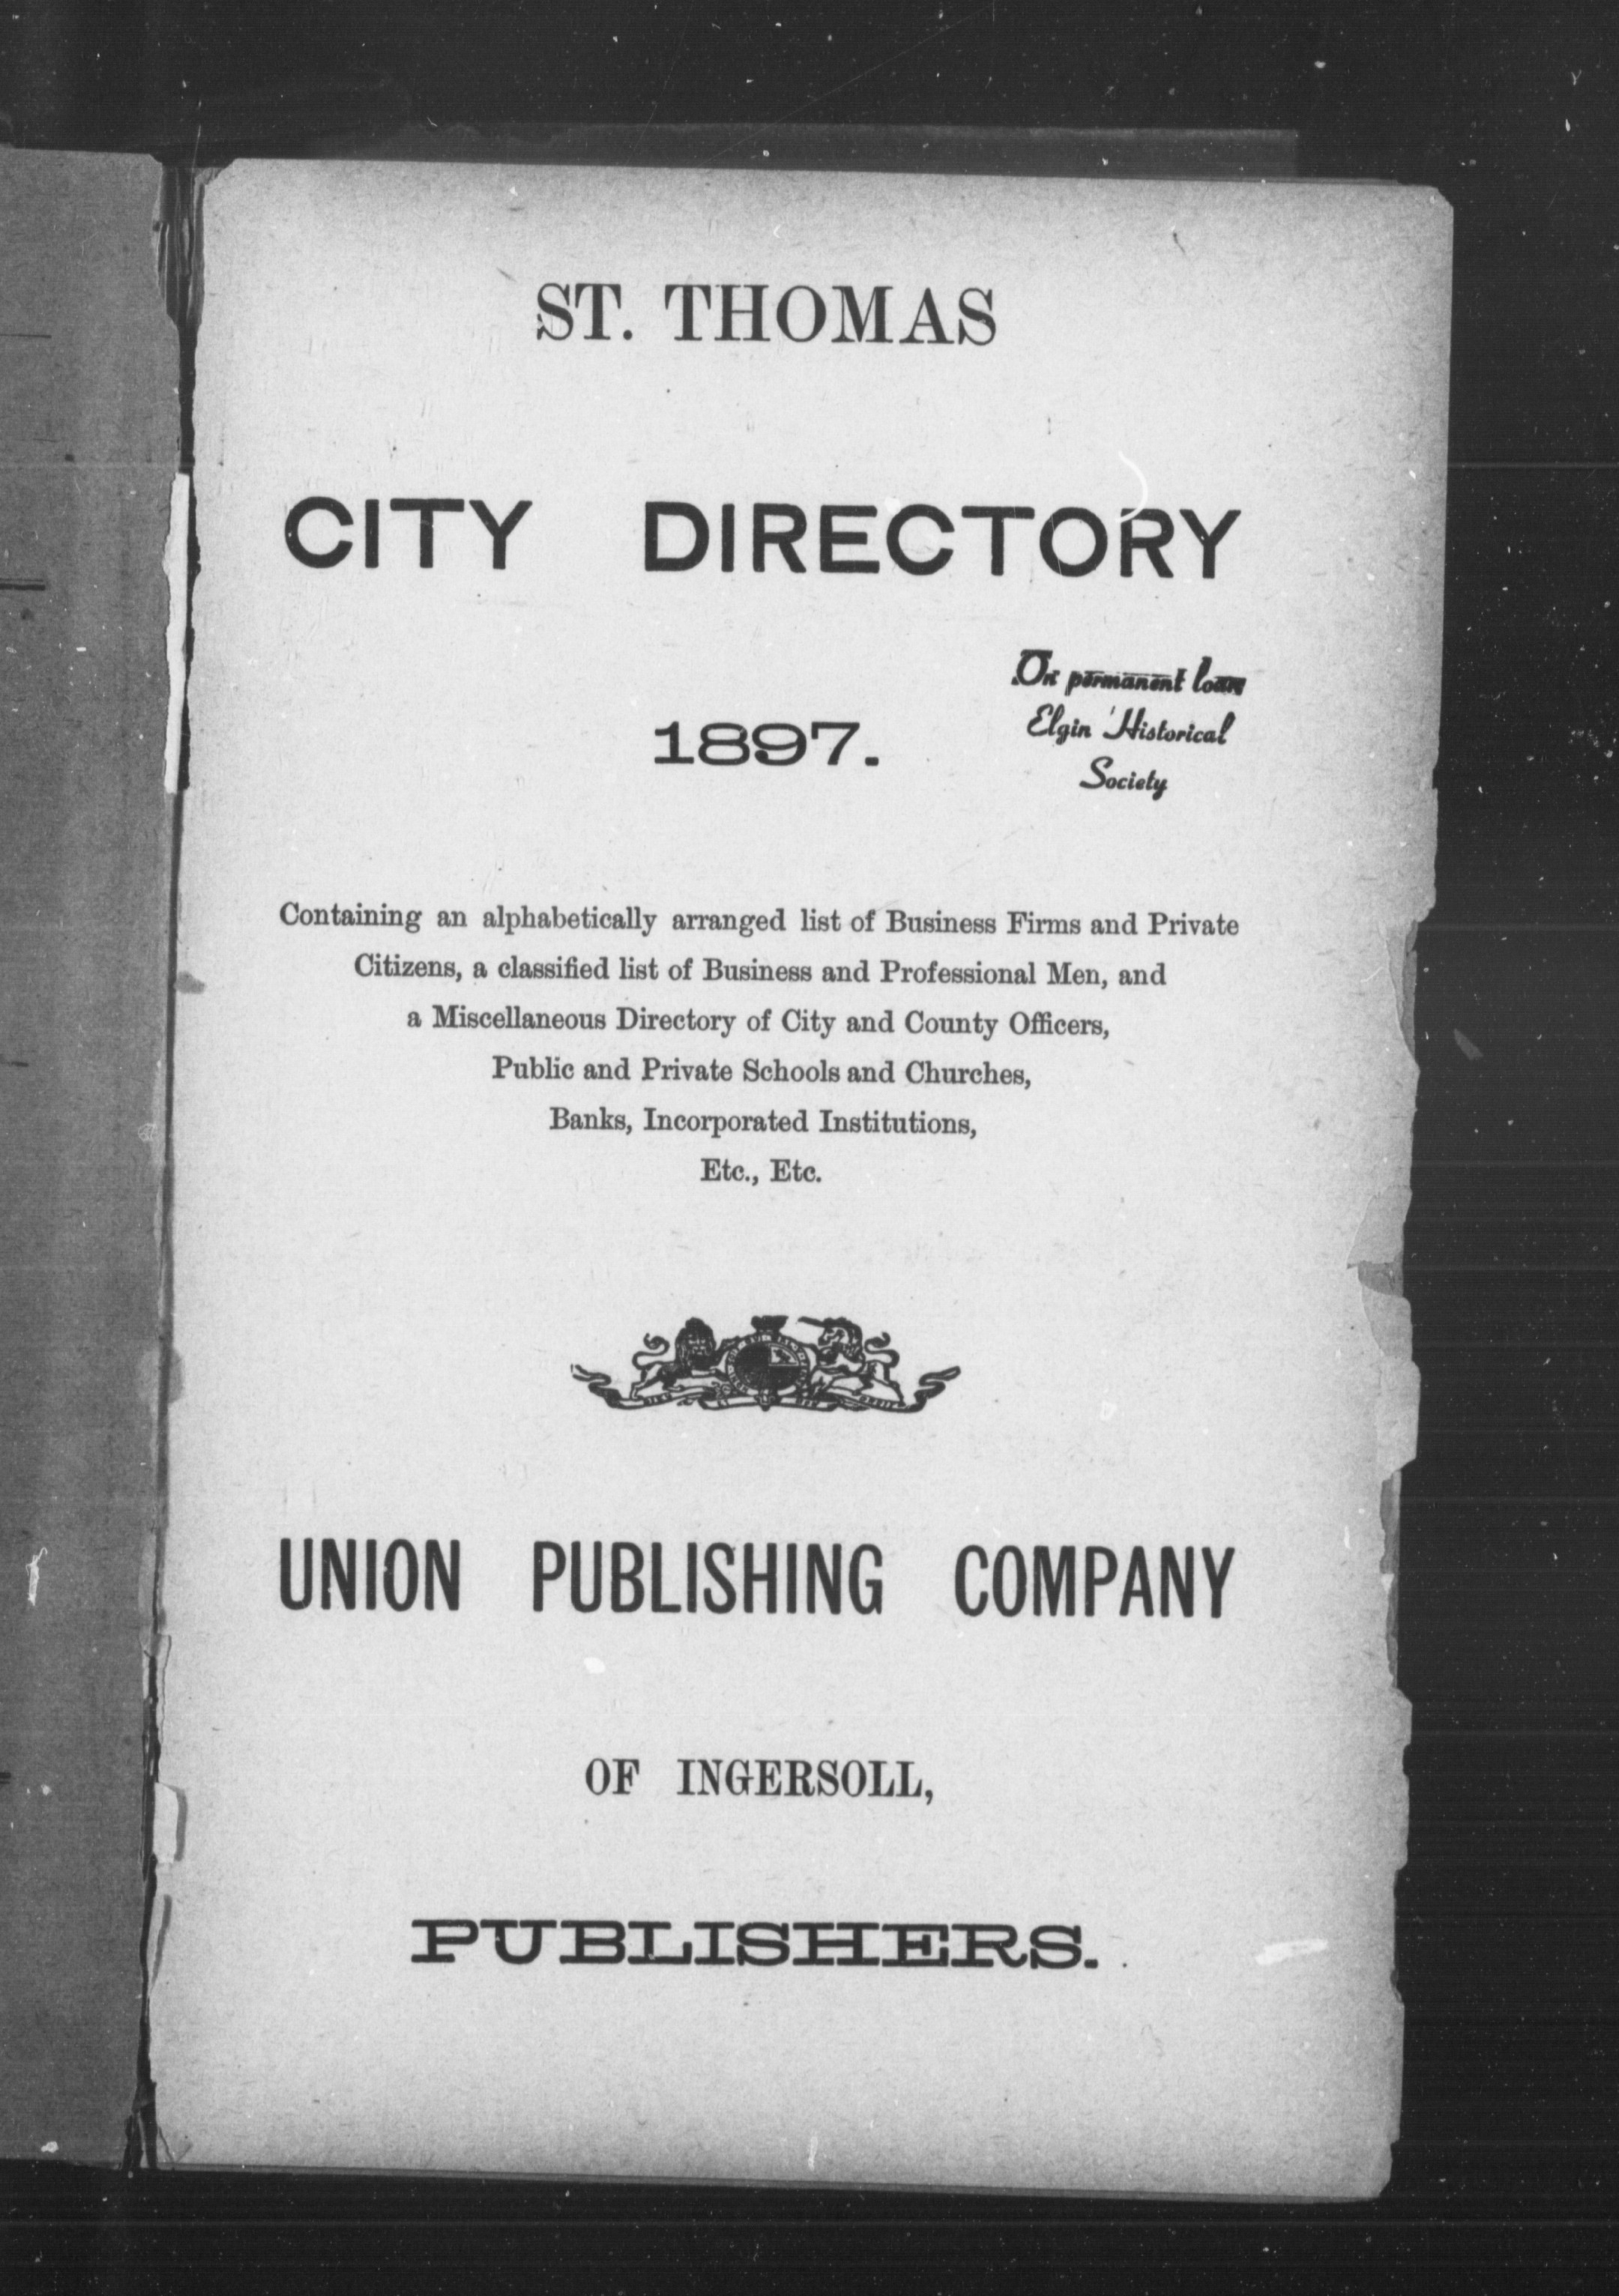 ST. THOMAS
CITY DIRECTORY
1897.
On permanent loan
Elgin Historical
Society
Containing an alphabetically arranged list of Business Firms and Private
Citizens, a classified list of Business and Professional Men, and
a Miscellaneous Directory of City and County Officers,
Public and Private Schools and Churches,
Banks, Incorporated Institutions,
Etc., Etc.
UNION PUBLISHING COMPANY
OF INGERSOLL,
PUBLISHERS.